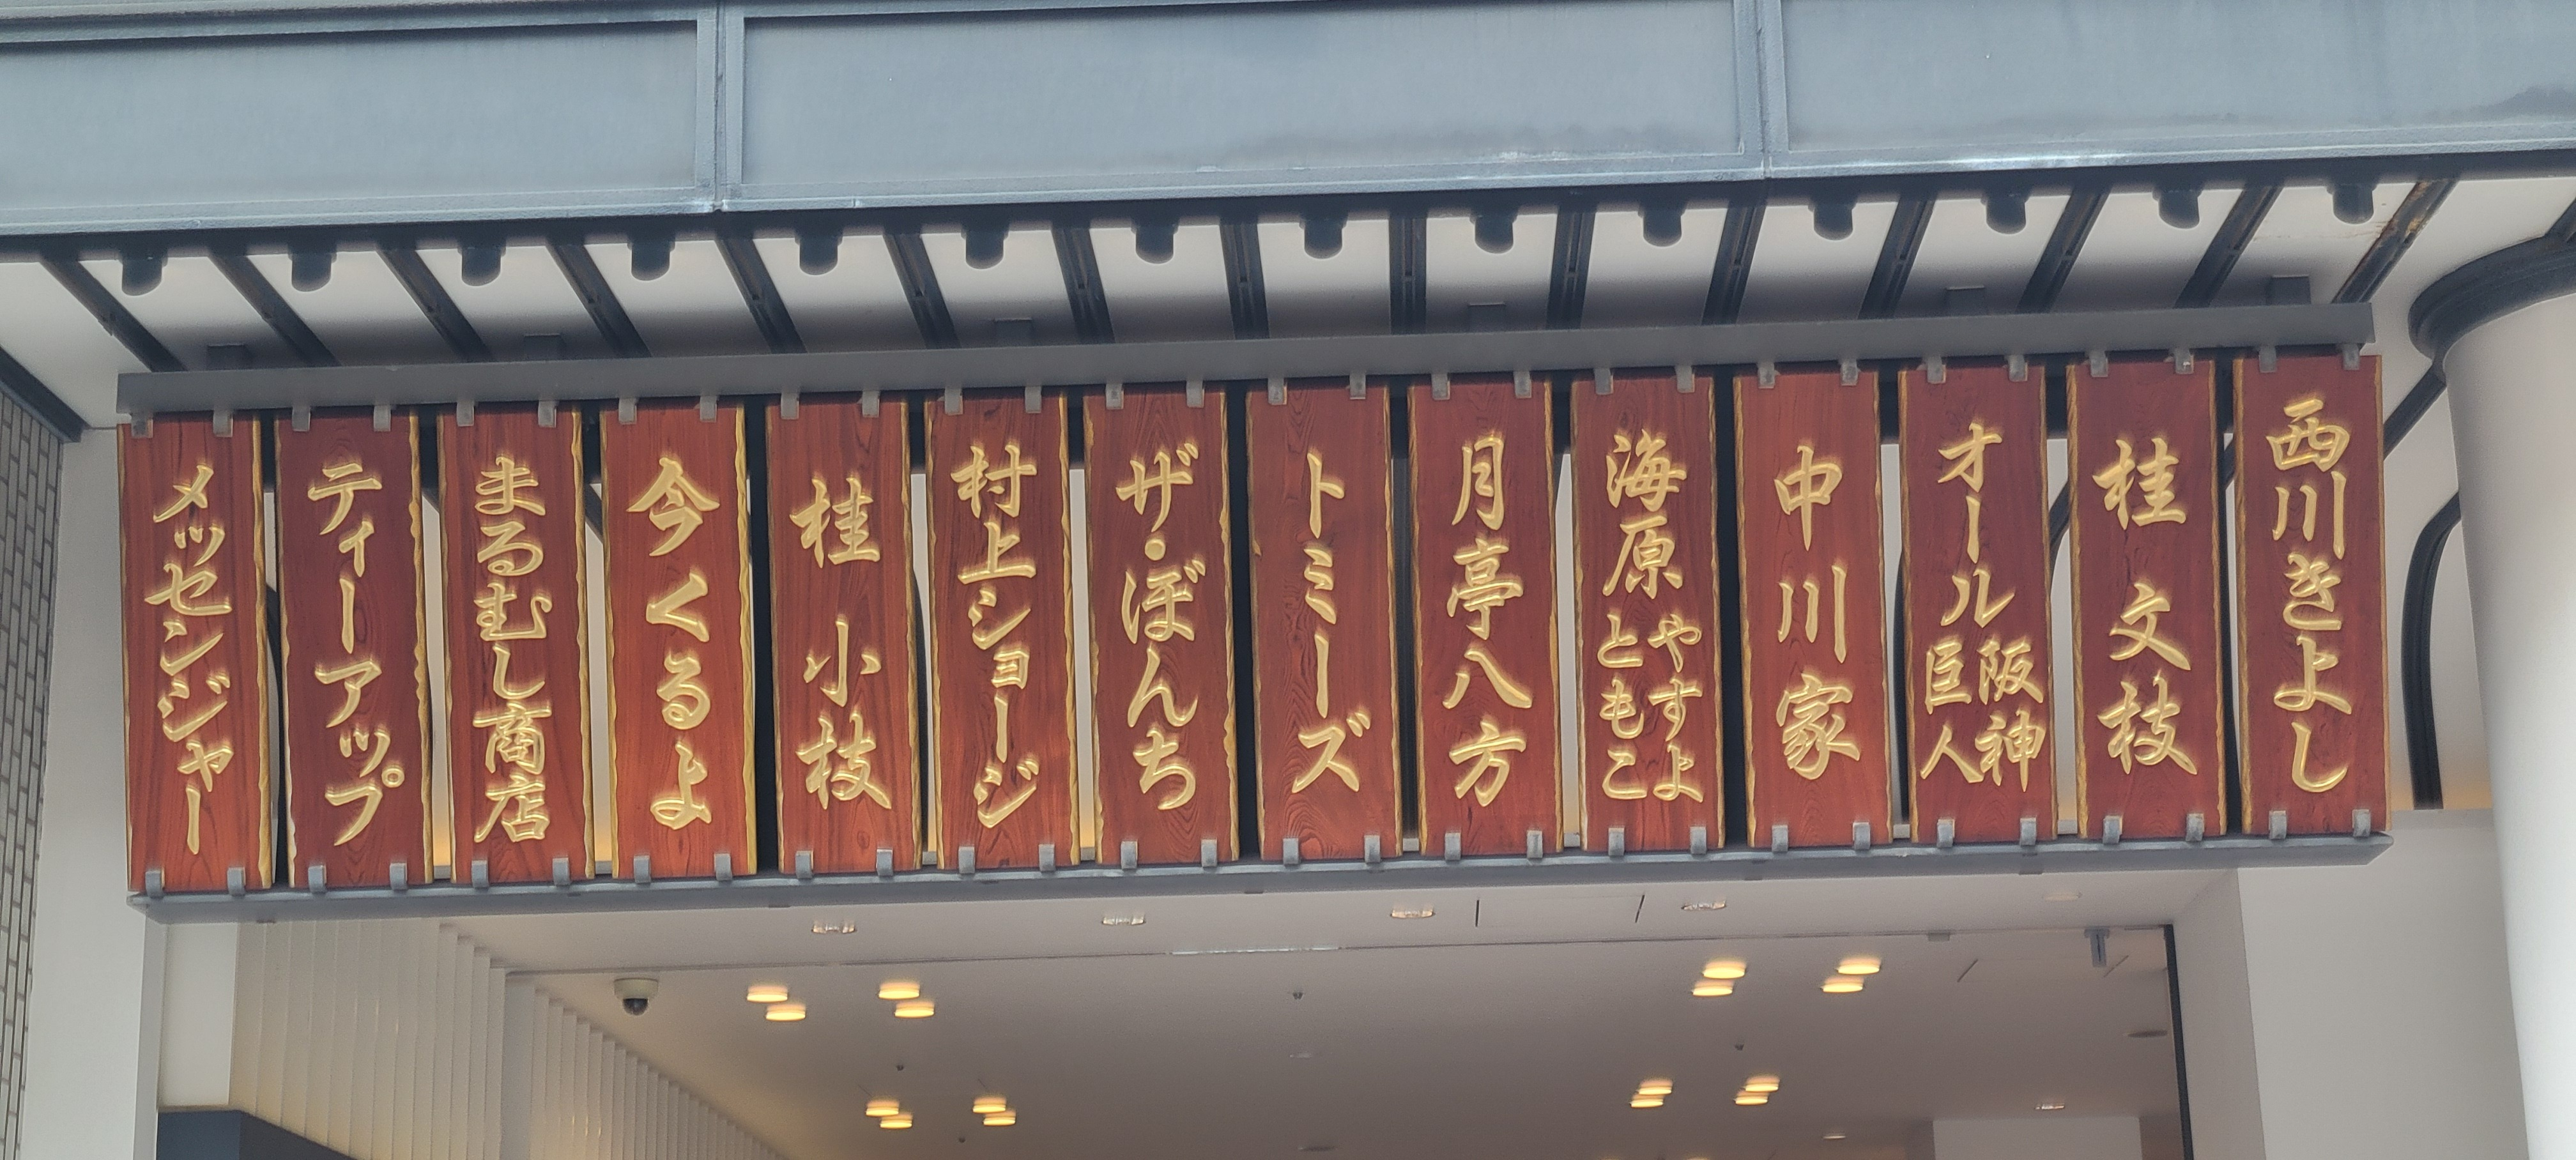 西川きよし
桂文枝
オール阪神巨人
中川家
海原やすよともこ
月亭八方
トミーズ
ザ・ぼんち
村上ショージ
桂小枝
今くるよ
まるむし商店
ティーアップ
メッセンジャー